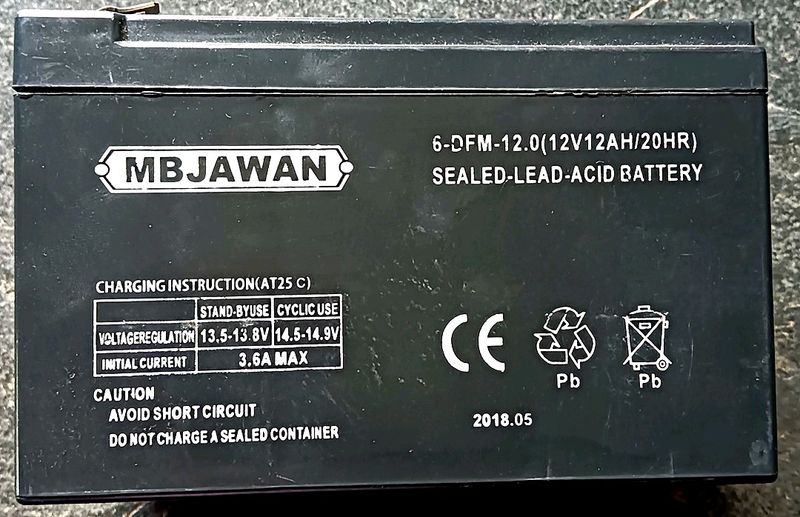 MBJAWAN
6-DFM-12.0(12V12AH/20HR)
SEALED-LEAD-ACID BATTERY
CHARGING INSTRUCTION(AT25 C)
STAND-BYUSE CYCLIC USE
VOLTAGEREGULATION 13.5-13.8V 14.5-14.9V
INITIAL CURRENT 3.6A MAX
CAUTION
AVOID SHORT CIRCUIT
DO NOT CHARGE A SEALED CONTAINER
CE
Pb Pb
2018.05